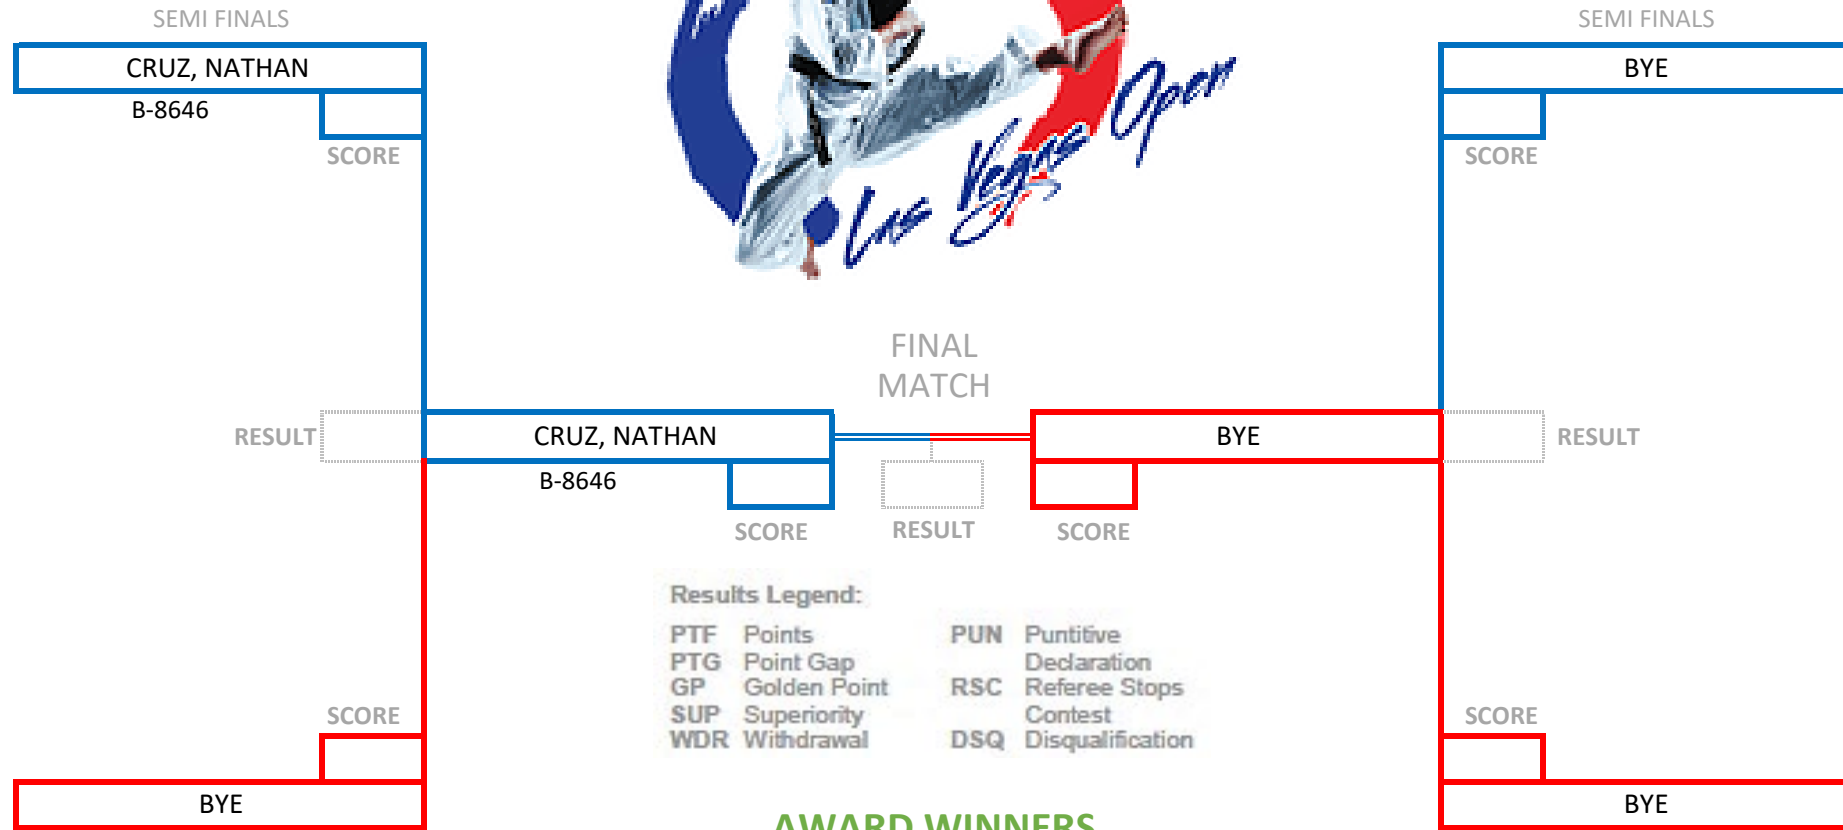 SEMI FINALS
SEMI FINALS
CRUZ, NATHAN
BYE
B-8646
SCORE
SCORE
Las Vegas Open
FINAL
MATCH
RESULT
CRUZ, NATHAN
BYE
RESULT
B-8646
SCORE
RESULT
SCORE
Results Legend:
PTF Points
PTG Point Gap
GP Golden Point
SUP Superiority
WDR Withdrawal
PUN Puntitive
Declaration
RSC Referee Stops
Contest
DSQ Disqualification
SCORE
SCORE
BYE
BYE
AWARD WINNERS